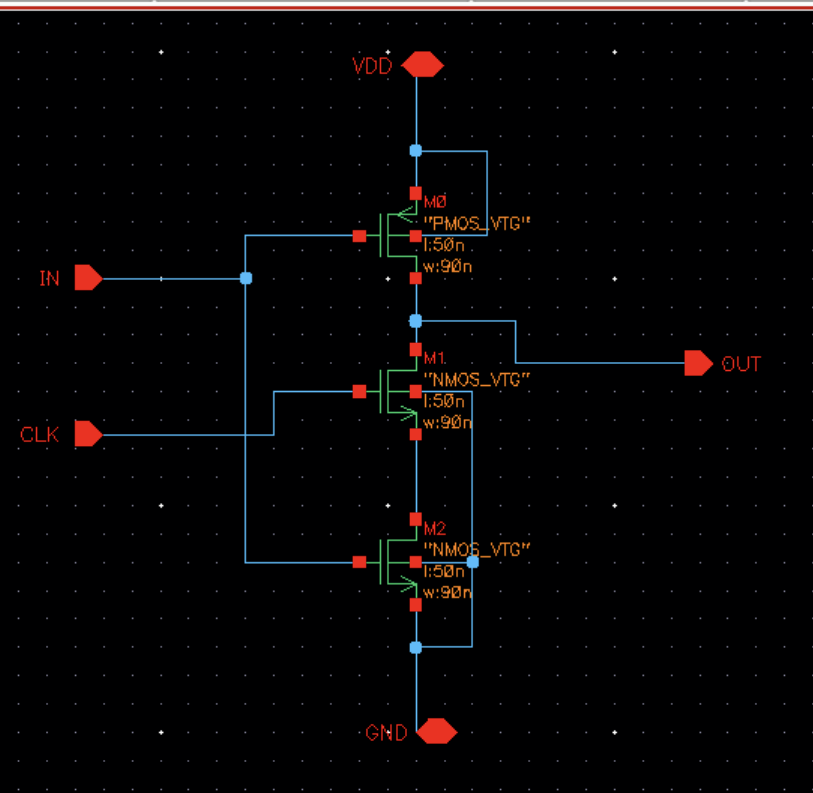 VDD
M0
"PMOS_VTG"
l:50n
w:90n
IN
M1
OUT
"NMOS_VTG"
l:50n
w:90n
CLK
M2
"NMOS_VTG"
l:50n
w:90n
GND